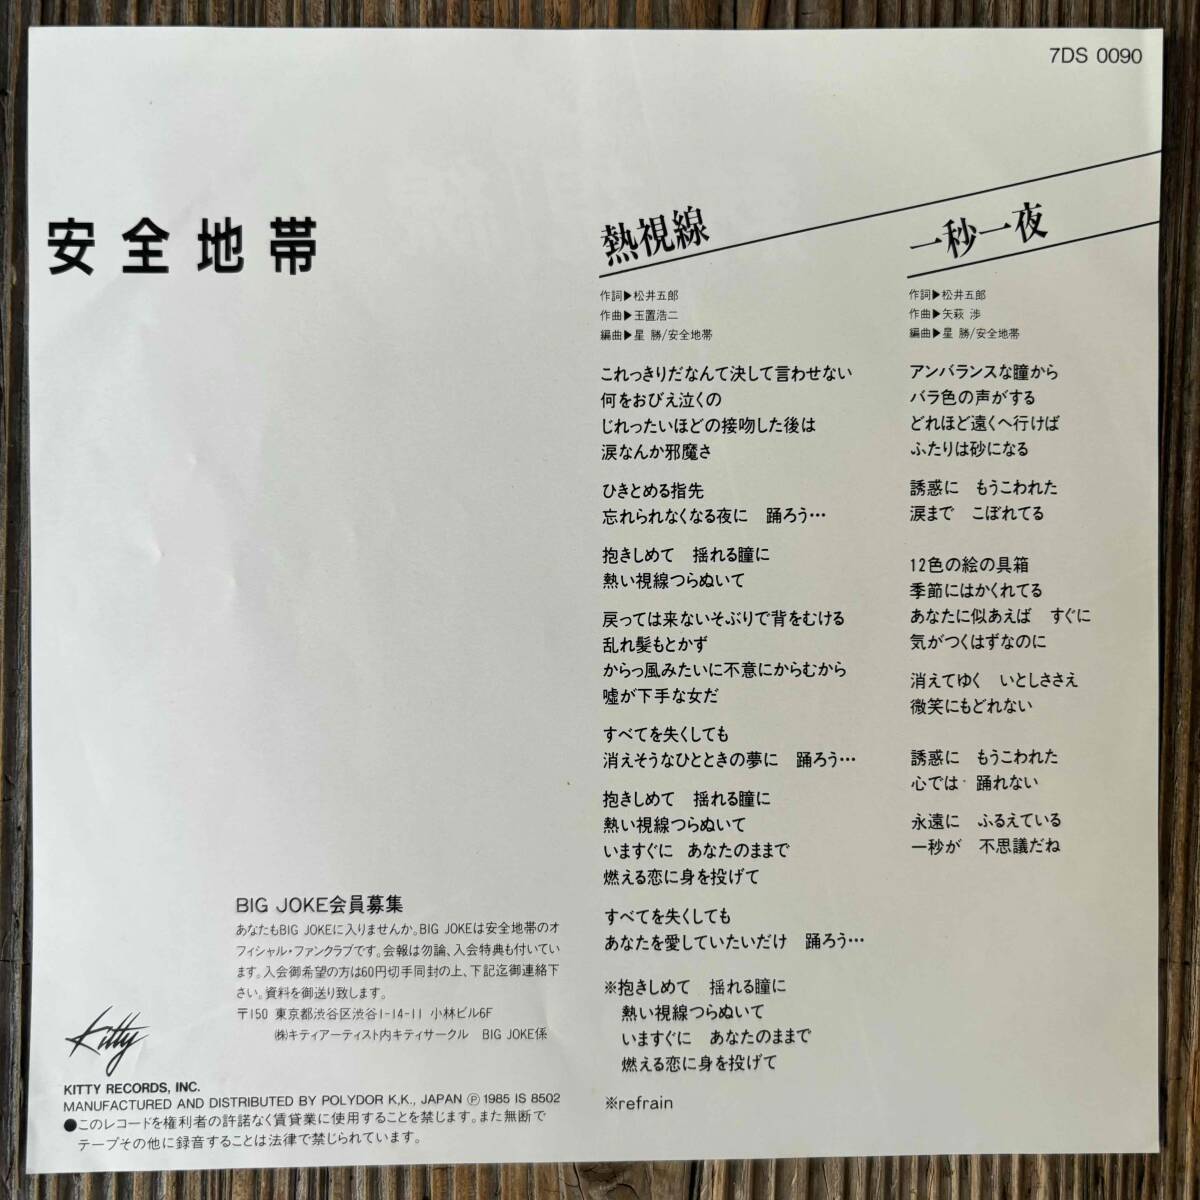 7DS 0090
安全地帯
熱視線
作詞▶松井五郎
作曲▶玉置浩二
編曲▶星 勝/安全地帯
これっきりだなんて決して言わせない
何をおびえ泣くの
じれったいほどの接吻した後は
涙なんか邪魔さ
ひきとめる指先
忘れられなくなる夜に　踊ろう…
抱きしめて　揺れる瞳に
熱い視線つらぬいて
戻っては来ないそぶりで背をむける
乱れ髪もとかず
からっ風みたいに不意にからむから
嘘が下手な女だ
すべてを失くしても
消えそうなひとときの夢に　踊ろう…
抱きしめて　揺れる瞳に
熱い視線つらぬいて
いますぐに　あなたのままで
燃える恋に身を投げて
すべてを失くしても
あなたを愛していたいだけ　踊ろう…
※抱きしめて　揺れる瞳に
熱い視線つらぬいて
いますぐに　あなたのままで
燃える恋に身を投げて
※refrain
一秒一夜
作詞▶松井五郎
作曲▶矢萩 渉
編曲▶星 勝/安全地帯
アンバランスな瞳から
バラ色の声がする
どれほど遠くへ行けば
ふたりは砂になる
誘惑に　もうこわれた
涙まで　こぼれてる
12色の絵の具箱
季節にはかくれてる
あなたに似あえば　すぐに
気がつくはずなのに
消えてゆく　いとしささえ
微笑にもどれない
誘惑に　もうこわれた
心では　踊れない
永遠に　ふるえている
一秒が　不思議だね
BIG JOKE会員募集
あなたもBIG JOKEに入りませんか。BIG JOKEは安全地帯のオ
フィシャル・ファンクラブです。会報は勿論、入会特典も付いてい
ます。入会御希望の方は60円切手同封の上、下記迄御連絡下
さい。資料を御送り致します。
〒150 東京都渋谷区渋谷1-14-11 小林ビル6F
㈱キティアーティスト内キティサークル　BIG JOKE係
Kitty
KITTY RECORDS, INC.
MANUFACTURED AND DISTRIBUTED BY POLYDOR K,K., JAPAN Ⓟ 1985 IS 8502
●このレコードを権利者の許諾なく賃貸業に使用することを禁じます。また無断で
テープその他に録音することは法律で禁じられています。